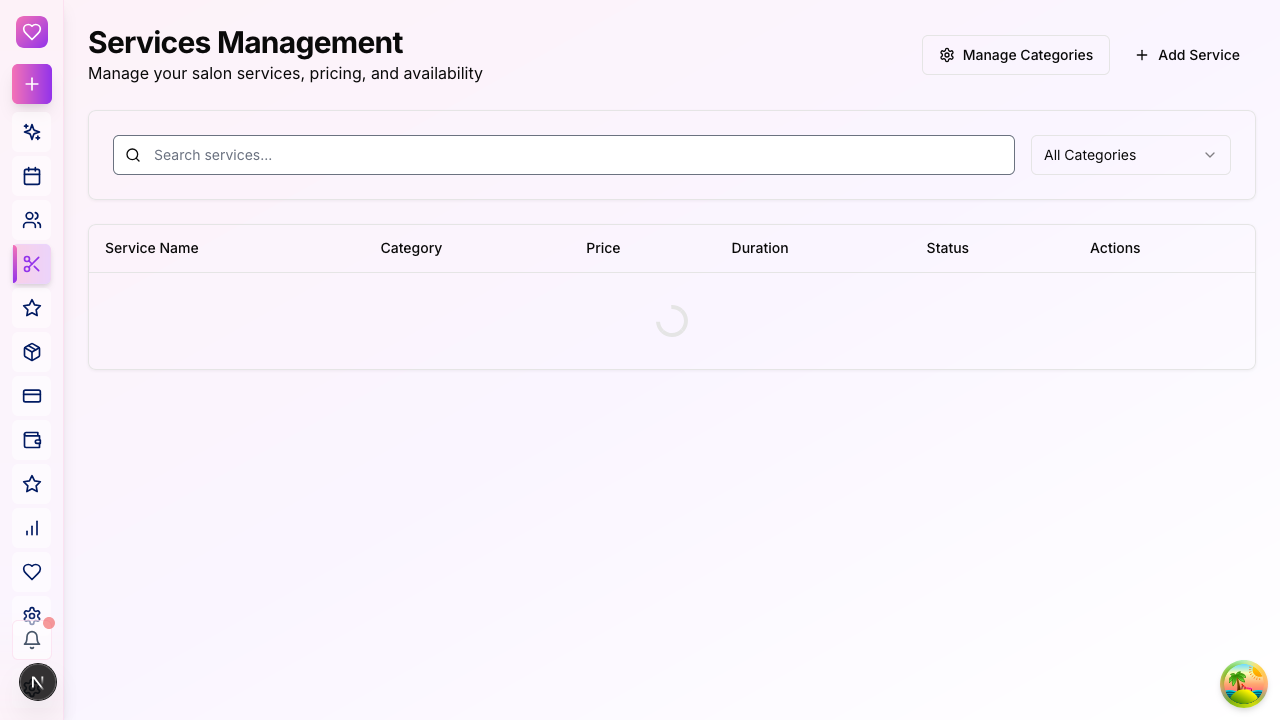 Services Management
Manage your salon services, pricing, and availability
Manage Categories
Add Service
Search services...
All Categories
Service Name
Category
Price
Duration
Status
Actions
N